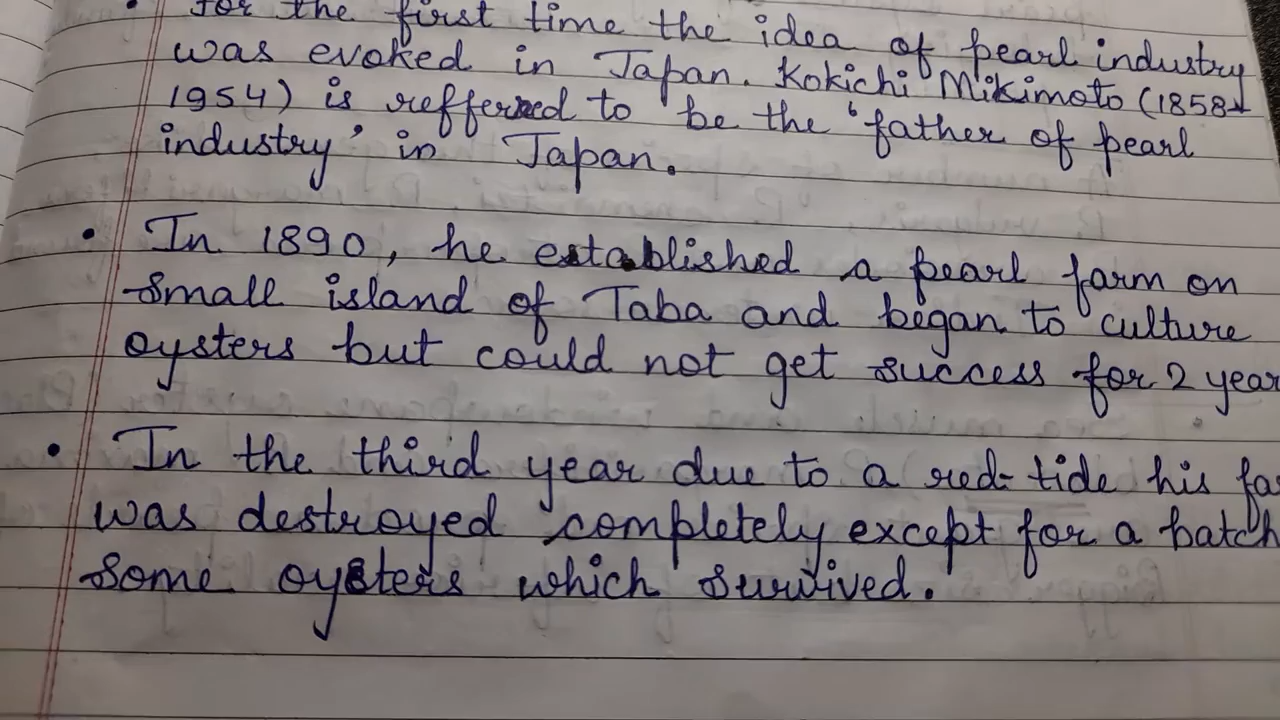 • for the first time the idea of pearl industry
was evoked in Japan. Kokichi Mikimoto (1858-
1954) is refferred to be the 'father of pearl
industry' in Japan.
• In 1890, he established a pearl farm on
small island of Taba and began to culture
oysters but could not get success for 2 year
• In the third year due to a red-tide his fa
was destroyed completely except for a batch
some oysters which survived.